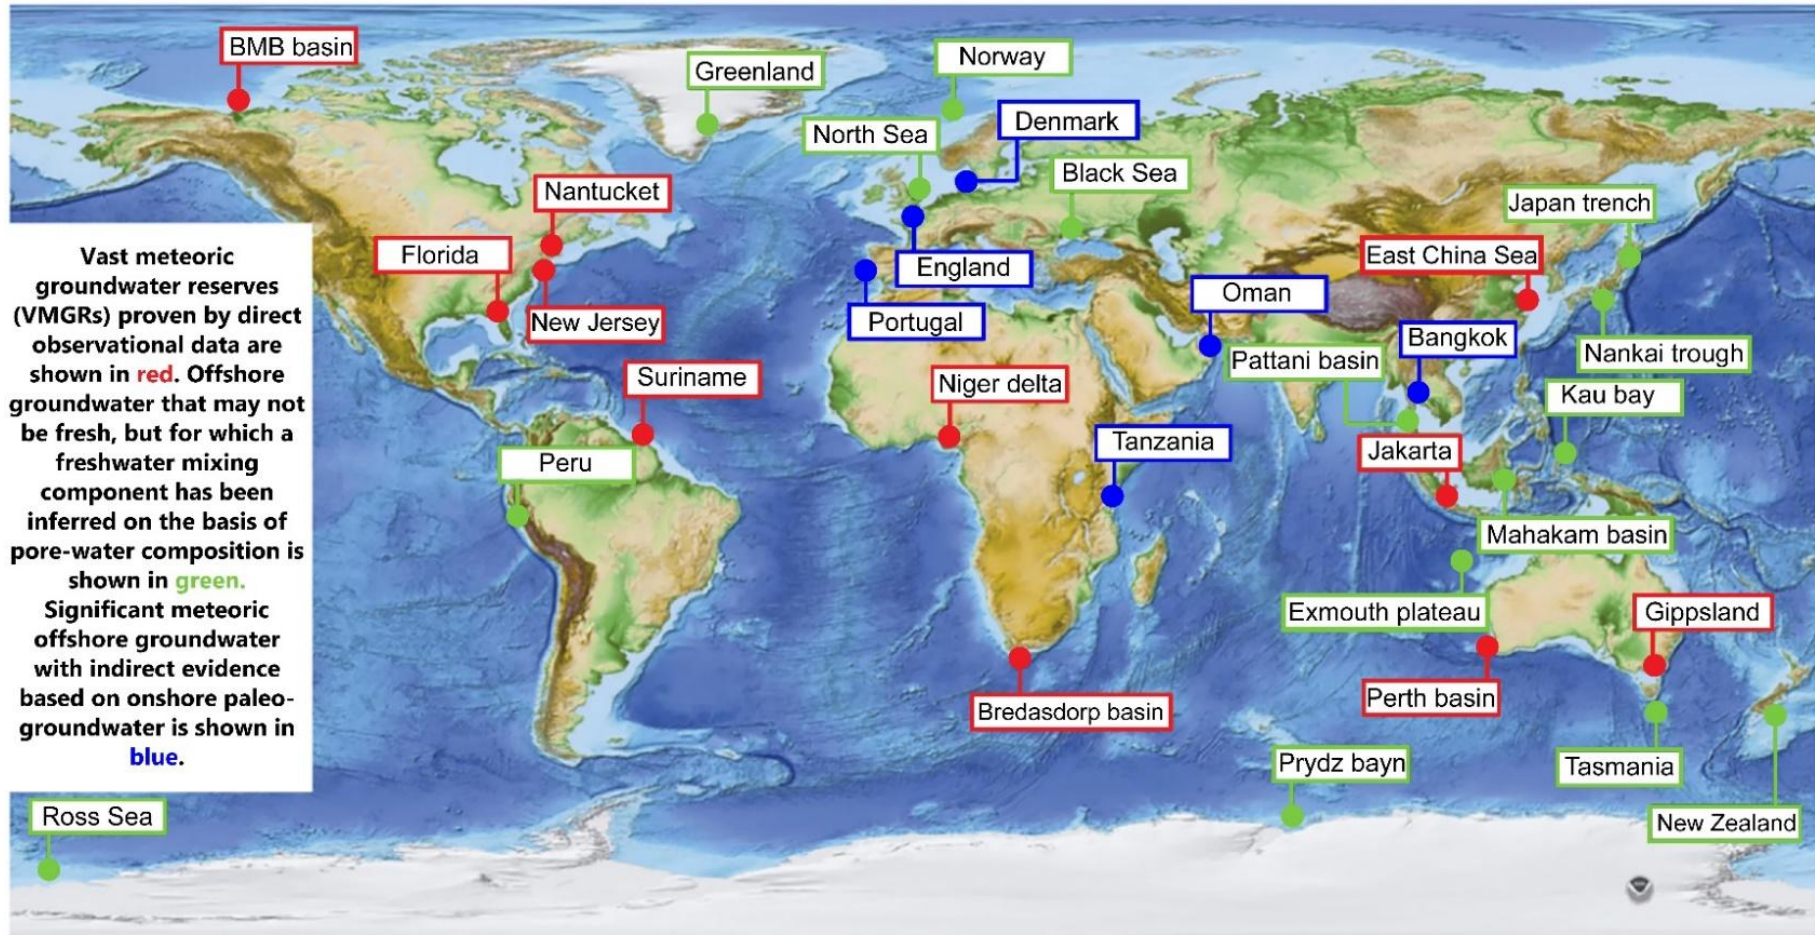 BMB basin
Greenland
Norway
North Sea
Denmark
Black Sea
Nantucket
Japan trench
Florida
East China Sea
England
Oman
New Jersey
Portugal
Bangkok
Pattani basin
Nankai trough
Suriname
Niger delta
Kau bay
Tanzania
Jakarta
Peru
Mahakam basin
Exmouth plateau
Gippsland
Perth basin
Bredasdorp basin
Prydz bayn
Tasmania
Ross Sea
New Zealand
Vast meteoric
groundwater reserves
(VMGRs) proven by direct
observational data are
shown in red. Offshore
groundwater that may not
be fresh, but for which a
freshwater mixing
component has been
inferred on the basis of
pore-water composition is
shown in green.
Significant meteoric
offshore groundwater
with indirect evidence
based on onshore paleo-
groundwater is shown in
blue.